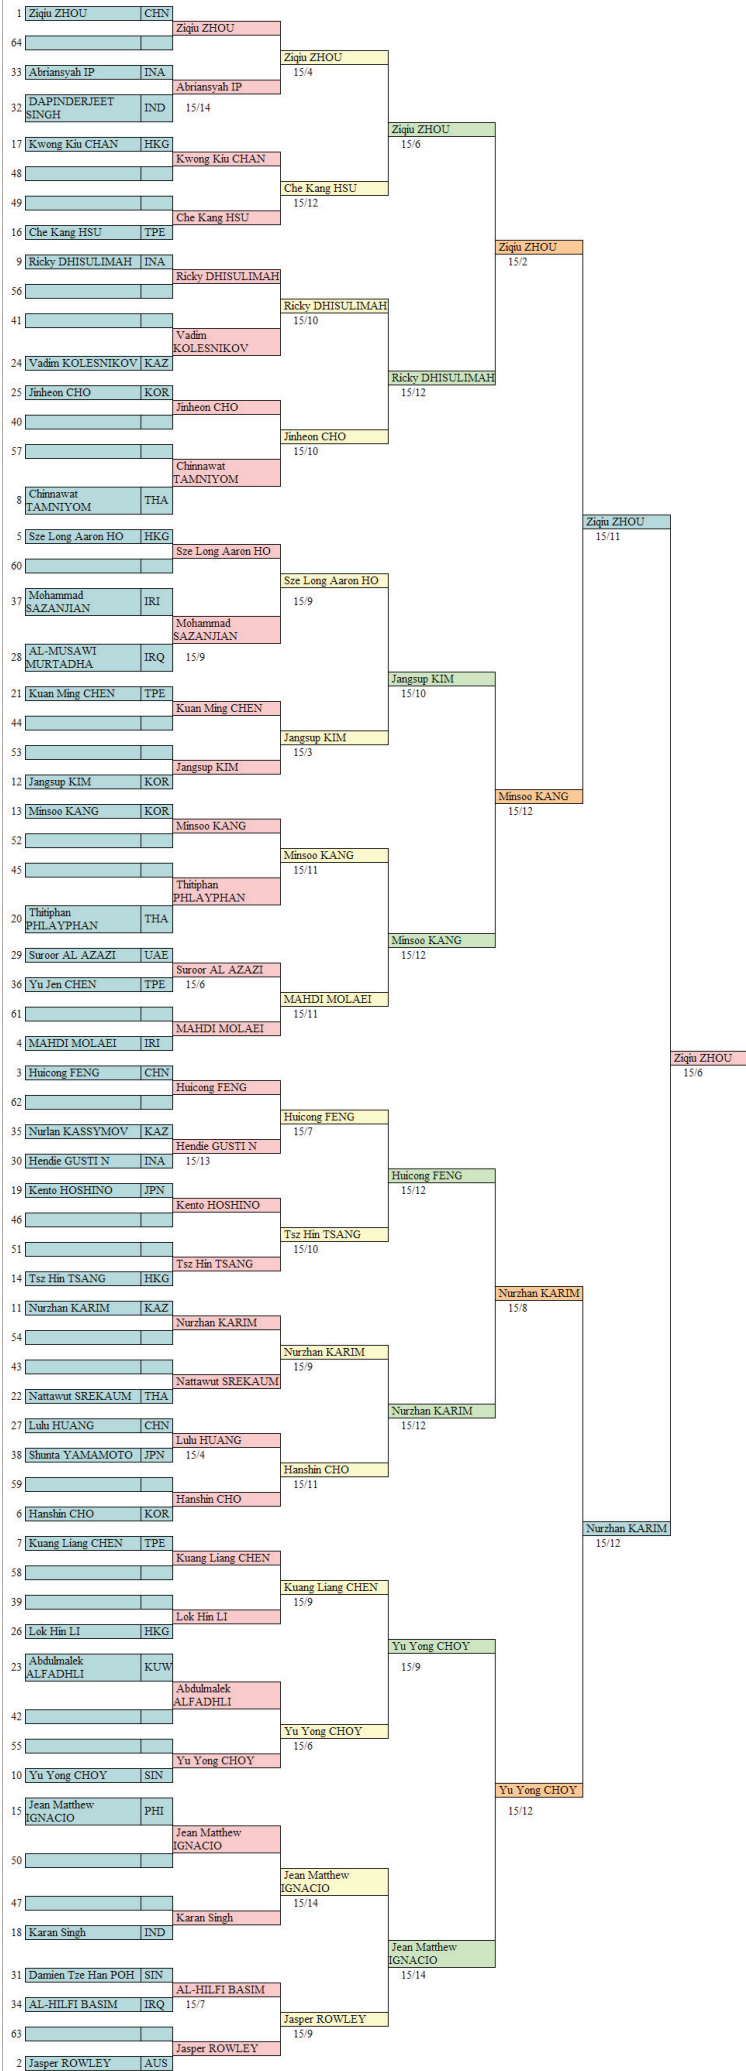 1 Ziqiu ZHOU CHN
Ziqiu ZHOU
64
Ziqiu ZHOU
15/4
33 Abriansyah IP INA
Abriansyah IP
15/14
32 DAPINDERJEET SINGH IND
Ziqiu ZHOU
15/6
17 Kwong Kiu CHAN HKG
Kwong Kiu CHAN
48
Che Kang HSU
15/12
49
Che Kang HSU
16 Che Kang HSU TPE
Ziqiu ZHOU
15/2
9 Ricky DHISULIMAH INA
Ricky DHISULIMAH
56
Ricky DHISULIMAH
15/10
41
Vadim
KOLESNIKOV
24 Vadim KOLESNIKOV KAZ
Ricky DHISULIMAH
15/12
25 Jinheon CHO KOR
Jinheon CHO
40
Jinheon CHO
15/10
57
Chinnawat
TAMNIYOM
8 Chinnawat TAMNIYOM THA
Ziqiu ZHOU
15/11
5 Sze Long Aaron HO HKG
Sze Long Aaron HO
60
Sze Long Aaron HO
15/9
37 Mohammad SAZANJIAN IRI
Mohammad
SAZANJIAN
15/9
28 AL-MUSAWI MURTADHA IRQ
Jangsup KIM
15/10
21 Kuan Ming CHEN TPE
Kuan Ming CHEN
44
Jangsup KIM
15/3
53
Jangsup KIM
12 Jangsup KIM KOR
Minsoo KANG
15/12
13 Minsoo KANG KOR
Minsoo KANG
52
Minsoo KANG
15/11
45
Thitiphan
PHLAYPHAN
20 Thitiphan PHLAYPHAN THA
Minsoo KANG
15/12
29 Suroor AL AZAZI UAE
Suroor AL AZAZI
15/6
36 Yu Jen CHEN TPE
MAHDI MOLAEI
15/11
61
MAHDI MOLAEI
4 MAHDI MOLAEI IRI
Ziqiu ZHOU
15/6
3 Huicong FENG CHN
Huicong FENG
62
Huicong FENG
15/7
35 Nurlan KASSYMOV KAZ
Hendie GUSTI N
15/13
30 Hendie GUSTI N INA
Huicong FENG
15/12
19 Kento HOSHINO JPN
Kento HOSHINO
46
Tsz Hin TSANG
15/10
51
Tsz Hin TSANG
14 Tsz Hin TSANG HKG
Nurzhan KARIM
15/8
11 Nurzhan KARIM KAZ
Nurzhan KARIM
54
Nurzhan KARIM
15/9
43
Nattawut SREKAUM
22 Nattawut SREKAUM THA
Nurzhan KARIM
15/12
27 Lulu HUANG CHN
Lulu HUANG
15/4
38 Shunta YAMAMOTO JPN
Hanshin CHO
15/11
59
Hanshin CHO
6 Hanshin CHO KOR
Nurzhan KARIM
15/12
7 Kuang Liang CHEN TPE
Kuang Liang CHEN
58
Kuang Liang CHEN
15/9
39
Lok Hin LI
26 Lok Hin LI HKG
Yu Yong CHOY
15/9
23 Abdulmalek ALFADHLI KUW
Abdulmalek
ALFADHLI
42
Yu Yong CHOY
15/6
55
Yu Yong CHOY
10 Yu Yong CHOY SIN
Yu Yong CHOY
15/12
15 Jean Matthew IGNACIO PHI
Jean Matthew
IGNACIO
50
Jean Matthew
IGNACIO
15/14
47
Karan Singh
18 Karan Singh IND
Jean Matthew
IGNACIO
15/14
31 Damien Tze Han POH SIN
AL-HILFI BASIM
15/7
34 AL-HILFI BASIM IRQ
Jasper ROWLEY
15/9
63
Jasper ROWLEY
2 Jasper ROWLEY AUS